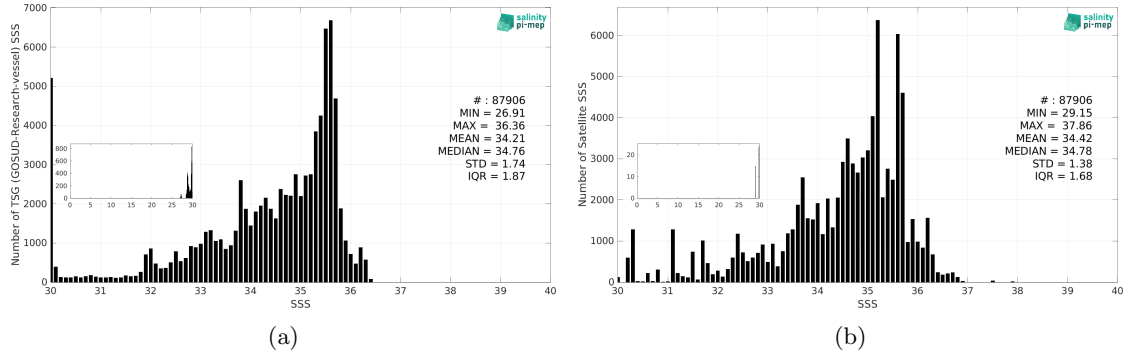 7000
6000
5000
4000
3000
2000
1000
0
Number of TSG (GOSUD-Research-vessel) SSS
salinity
pi-mep
# : 87906
MIN = 26.91
MAX = 36.36
MEAN = 34.21
MEDIAN = 34.76
STD = 1.74
IQR = 1.87
800
600
400
200
0
0 5 10 15 20 25 30
30 31 32 33 34 35 36 37 38 39 40
SSS
(a)
6000
5000
4000
3000
2000
1000
0
Number of Satellite SSS
salinity
pi-mep
# : 87906
MIN = 29.15
MAX = 37.86
MEAN = 34.42
MEDIAN = 34.78
STD = 1.38
IQR = 1.68
20
10
0
0 5 10 15 20 25 30
30 31 32 33 34 35 36 37 38 39 40
SSS
(b)